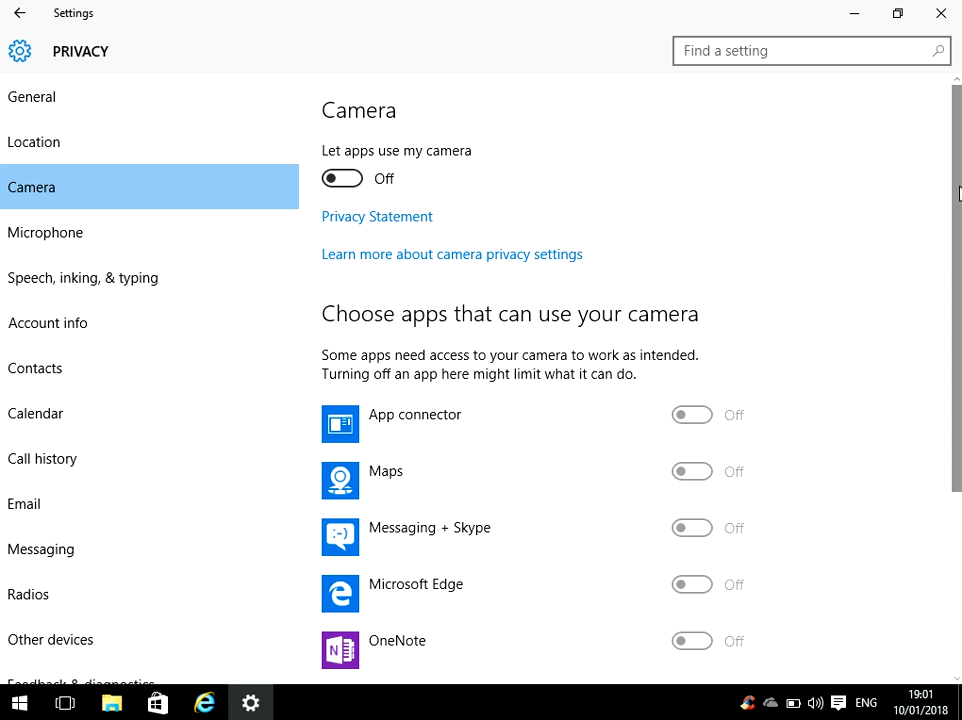 Settings
PRIVACY
Find a setting
General
Location
Camera
Microphone
Speech, inking, & typing
Account info
Contacts
Calendar
Call history
Email
Messaging
Radios
Other devices
Feedback & diagnostics
Camera
Let apps use my camera
Off
Privacy Statement
Learn more about camera privacy settings
Choose apps that can use your camera
Some apps need access to your camera to work as intended.
Turning off an app here might limit what it can do.
App connector Off
Maps Off
Messaging + Skype Off
Microsoft Edge Off
N OneNote Off
ENG
19:01
10/01/2018